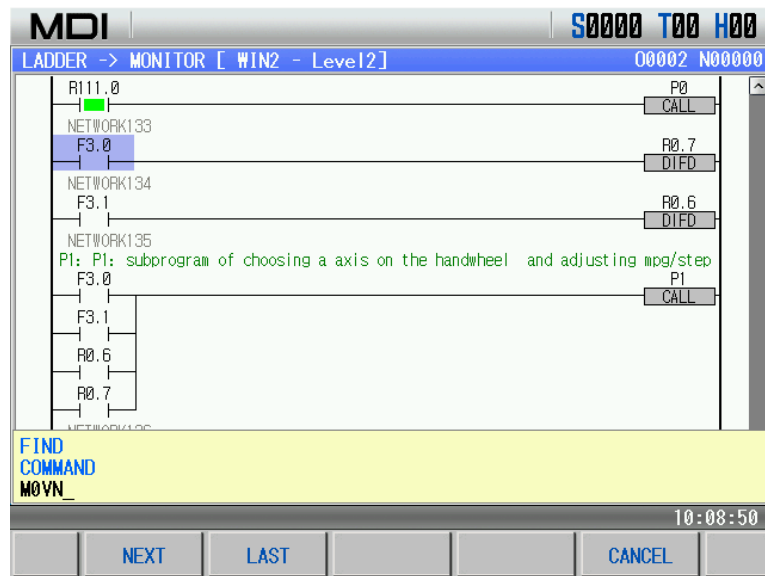 MDI S0000 T00 H00
LADDER -> MONITOR [ WIN2 - Level2] O0002 N00000
R111.0 P0
CALL
NETWORK133
F3.0 R0.7
DIFD
NETWORK134
F3.1 R0.6
DIFD
NETWORK135
P1: P1: subprogram of choosing a axis on the handwheel and adjusting mpg/step
F3.0 P1
CALL
F3.1
R0.6
R0.7
FIND
COMMAND
MOVN_
10:08:50
NEXT LAST CANCEL